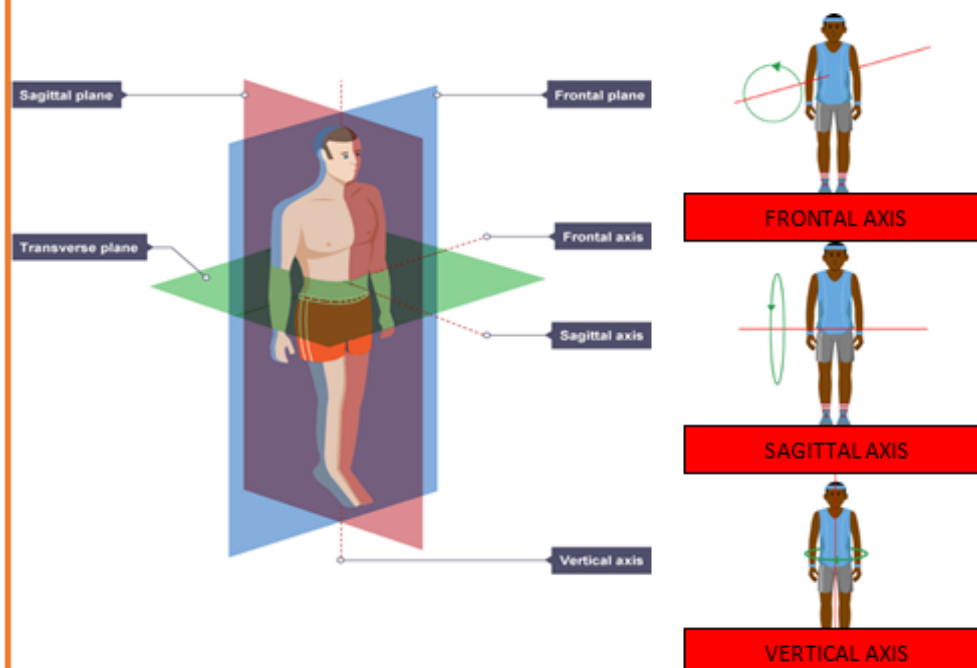 Sagittal plane
Frontal plane
Transverse plane
Frontal axis
Sagittal axis
Vertical axis
FRONTAL AXIS
SAGITTAL AXIS
VERTICAL AXIS